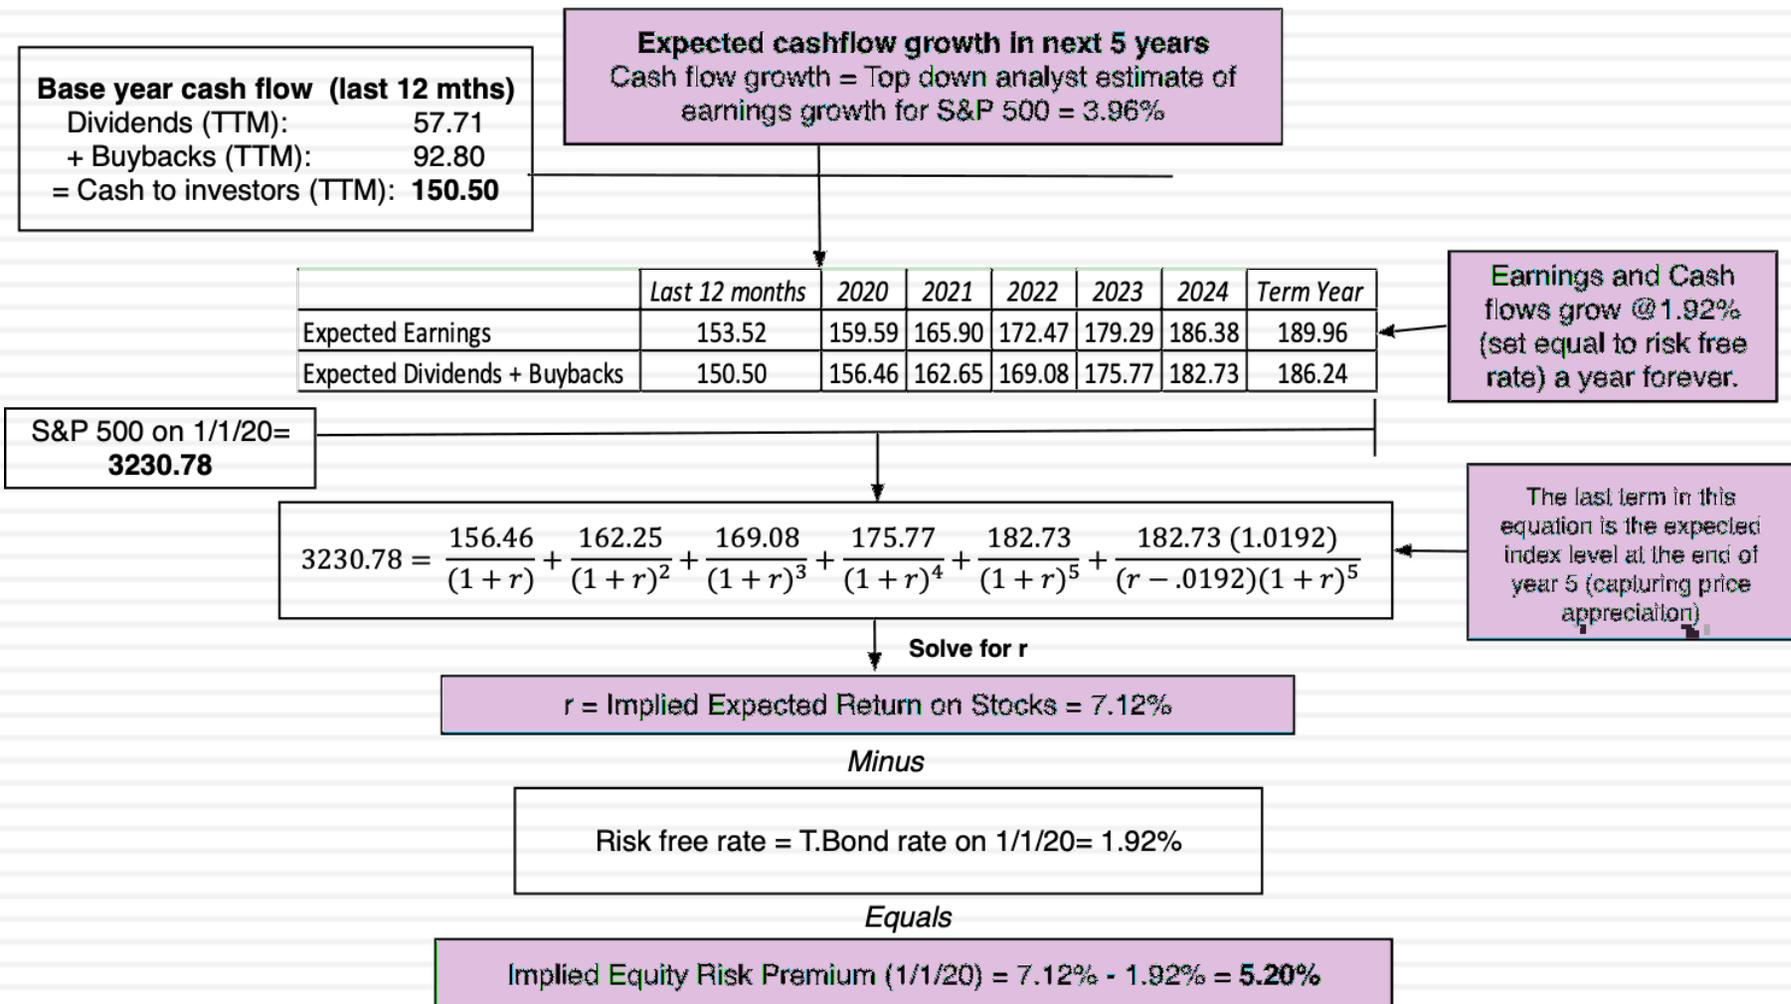 Expected cashflow growth in next 5 years
Cash flow growth = Top down analyst estimate of
earnings growth for S&P 500 = 3.96%
Base year cash flow (last 12 mths)
Dividends (TTM): 57.71
+ Buybacks (TTM): 92.80
= Cash to investors (TTM): 150.50
Last 12 months 2020 2021 2022 2023 2024 Term Year
Expected Earnings 153.52 159.59 165.90 172.47 179.29 186.38 189.96
Expected Dividends + Buybacks 150.50 156.46 162.65 169.08 175.77 182.73 186.24
Earnings and Cash
flows grow @1.92%
(set equal to risk free
rate) a year forever.
S&P 500 on 1/1/20=
3230.78
3230.78 = 156.46/(1 + r) + 162.25/(1 + r)² + 169.08/(1 + r)³ + 175.77/(1 + r)⁴ + 182.73/(1 + r)⁵ + 182.73 (1.0192)/(r − .0192)(1 + r)⁵
The last term in this
equation is the expected
index level at the end of
year 5 (capturing price
appreciation)
Solve for r
r = Implied Expected Return on Stocks = 7.12%
Minus
Risk free rate = T.Bond rate on 1/1/20= 1.92%
Equals
Implied Equity Risk Premium (1/1/20) = 7.12% - 1.92% = 5.20%